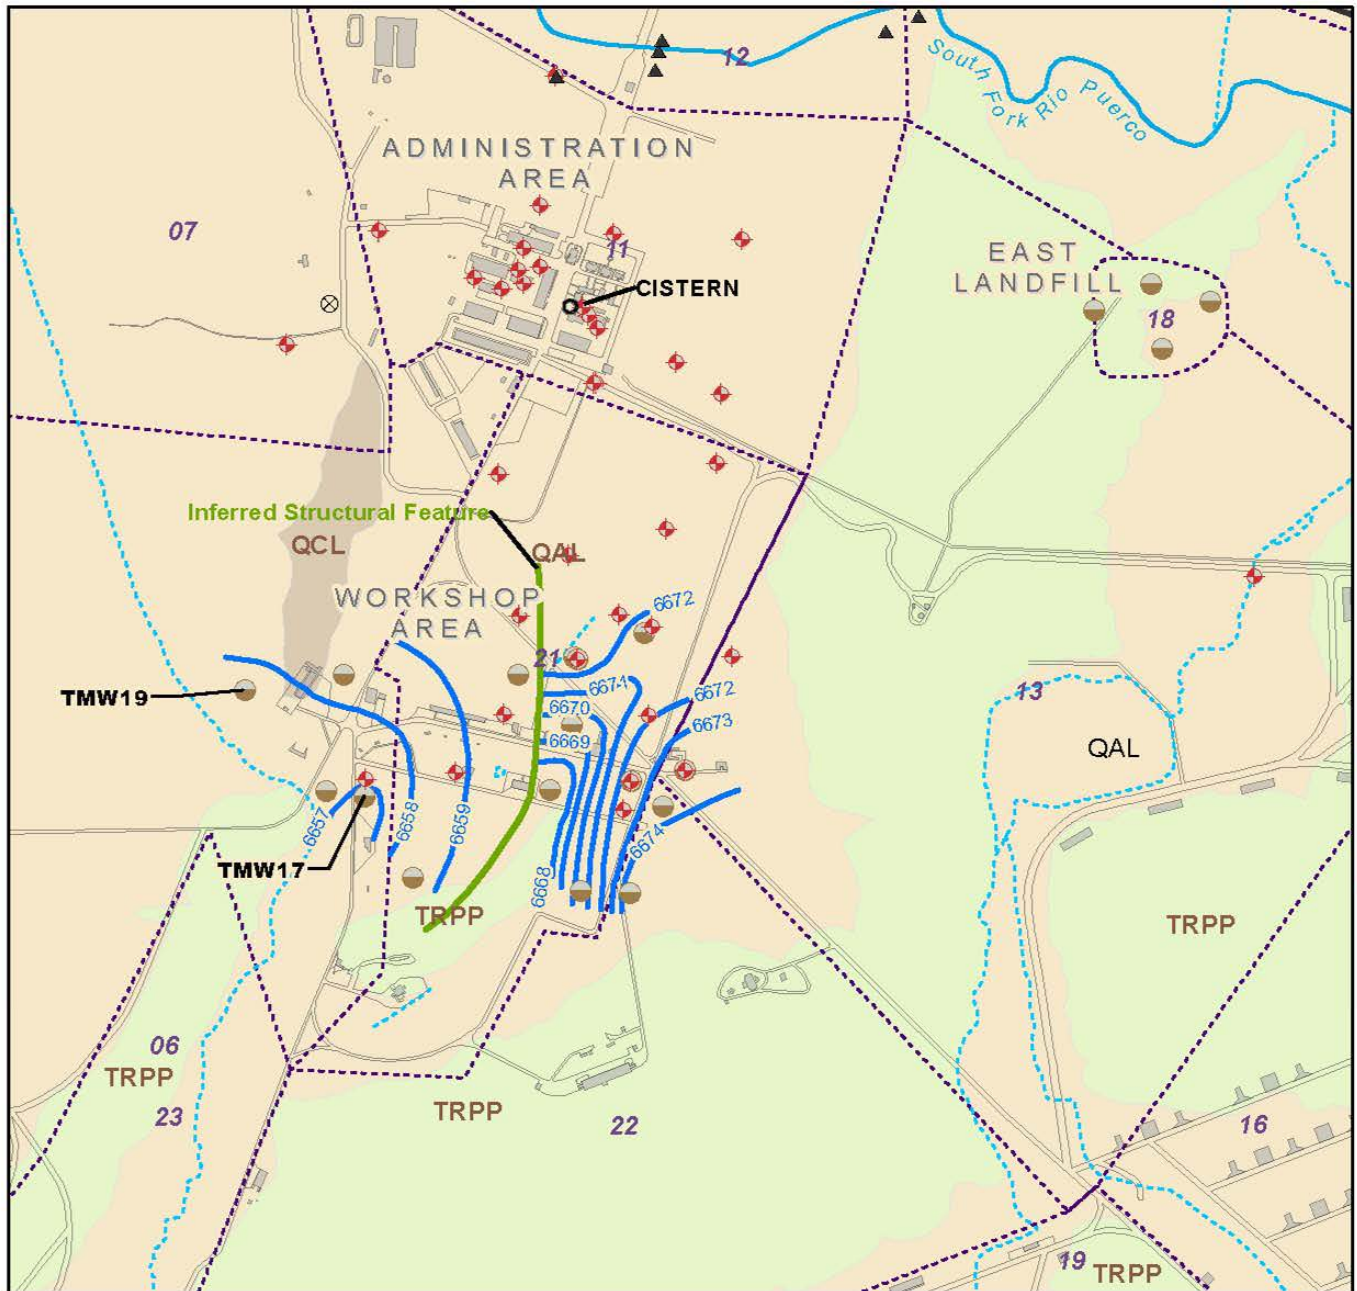 12
South Fork Rio Puerco
ADMINISTRATION
AREA
07
11
EAST
LANDFILL
CISTERN
18
Inferred Structural Feature
QCL
QAL
WORKSHOP
AREA
6672
21
TMW19
6671
6672
13
6670
6673
6669
QAL
6657
6658
6659
6674
TMW17
6668
TRPP
TRPP
06
TRPP
23
TRPP
22
16
19
TRPP